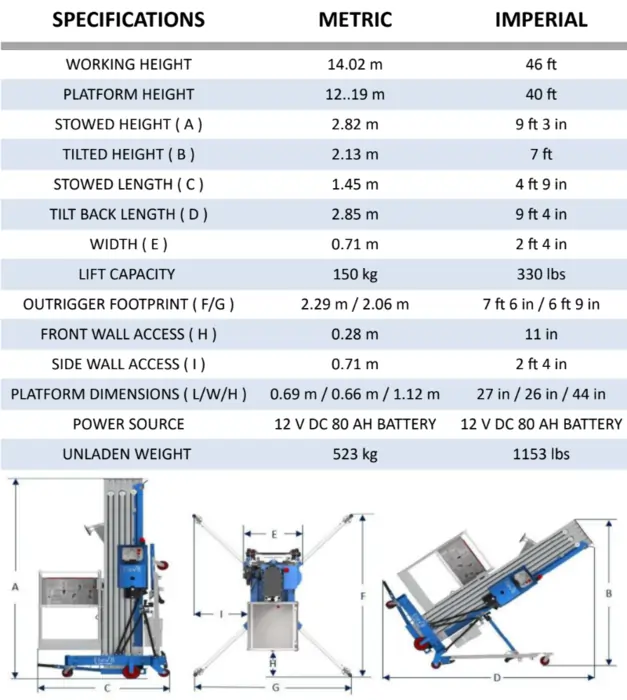 SPECIFICATIONS METRIC IMPERIAL
WORKING HEIGHT 14.02 m 46 ft
PLATFORM HEIGHT 12..19 m 40 ft
STOWED HEIGHT ( A ) 2.82 m 9 ft 3 in
TILTED HEIGHT ( B ) 2.13 m 7 ft
STOWED LENGTH ( C ) 1.45 m 4 ft 9 in
TILT BACK LENGTH ( D ) 2.85 m 9 ft 4 in
WIDTH ( E ) 0.71 m 2 ft 4 in
LIFT CAPACITY 150 kg 330 lbs
OUTRIGGER FOOTPRINT ( F/G ) 2.29 m / 2.06 m 7 ft 6 in / 6 ft 9 in
FRONT WALL ACCESS ( H ) 0.28 m 11 in
SIDE WALL ACCESS ( I ) 0.71 m 2 ft 4 in
PLATFORM DIMENSIONS ( L/W/H ) 0.69 m / 0.66 m / 1.12 m 27 in / 26 in / 44 in
POWER SOURCE 12 V DC 80 AH BATTERY 12 V DC 80 AH BATTERY
UNLADEN WEIGHT 523 kg 1153 lbs
A C
E F I H G
B D